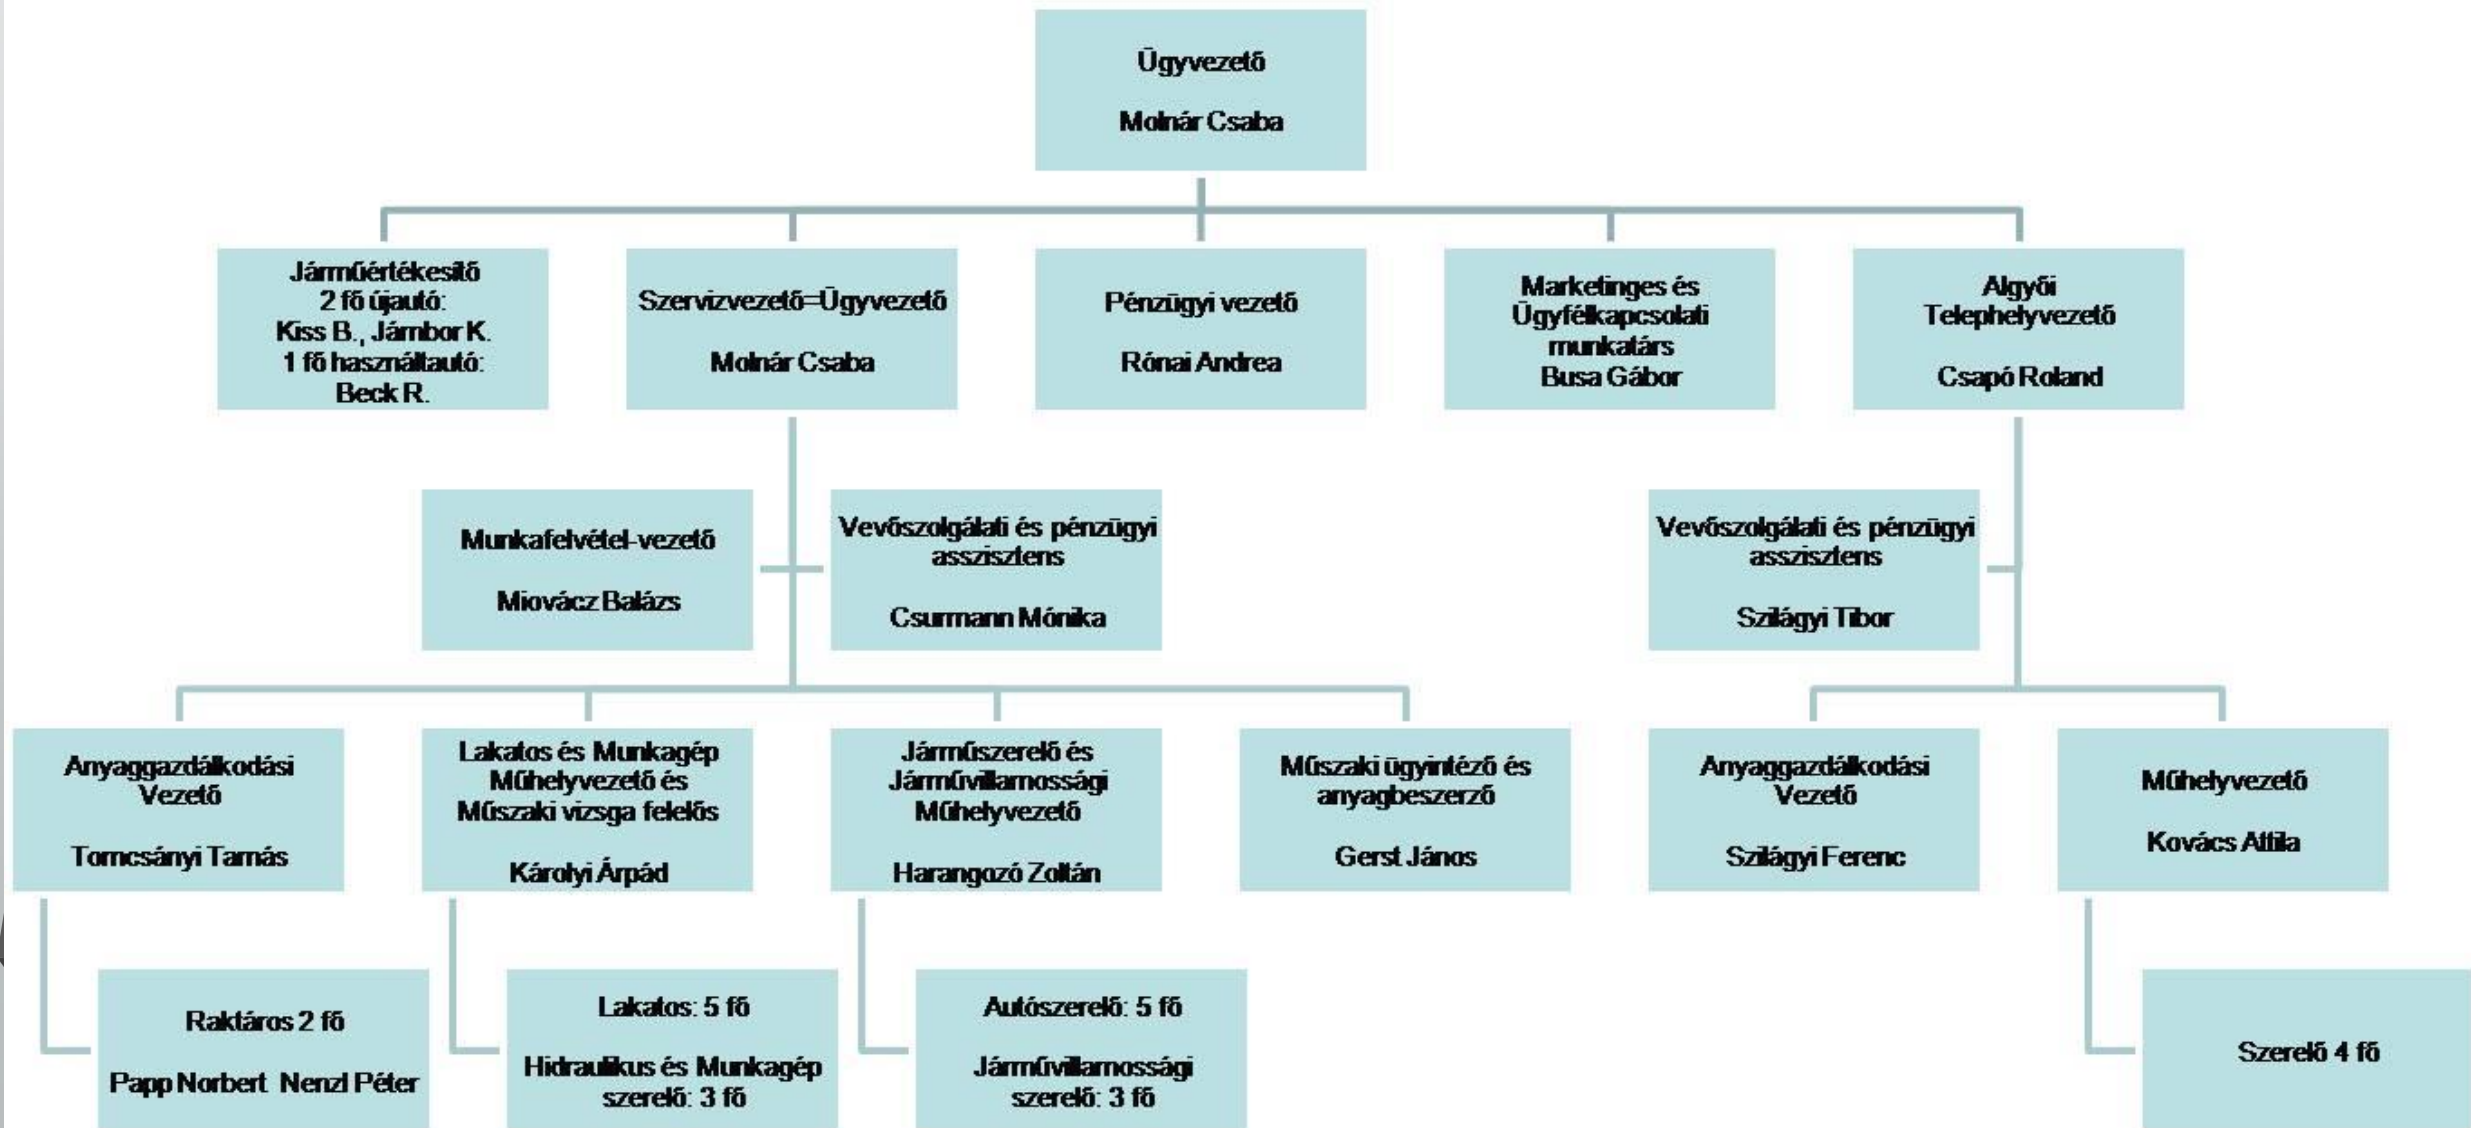 Ügyvezető
Molnár Csaba
Járműértékesítő
2 fő újautó:
Kiss B., Jámbor K.
1 fő használtautó:
Beck R.
Szervizvezető=Ügyvezető
Molnár Csaba
Pénzügyi vezető
Rónai Andrea
Marketinges és
Ügyfélkapcsolati
munkatárs
Busa Gábor
Algyői
Telephelyvezető
Csapó Roland
Munkafelvétel-vezető
Miovácz Balázs
Vevőszolgálati és pénzügyi
asszisztens
Csurmann Mónika
Vevőszolgálati és pénzügyi
asszisztens
Szilágyi Tibor
Anyaggazdálkodási
Vezető
Tomcsányi Tamás
Lakatos és Munkagép
Műhelyvezető és
Műszaki vizsga felelős
Károlyi Árpád
Járműszerelő és
Járművillamossági
Műhelyvezető
Harangozó Zoltán
Műszaki ügyintéző és
anyagbeszerző
Gerst János
Anyaggazdálkodási
Vezető
Szilágyi Ferenc
Műhelyvezető
Kovács Attila
Raktáros 2 fő
Papp Norbert Nenzl Péter
Lakatos: 5 fő
Hidraulikus és Munkagép
szerelő: 3 fő
Autószerelő: 5 fő
Járművillamossági
szerelő: 3 fő
Szerelő 4 fő